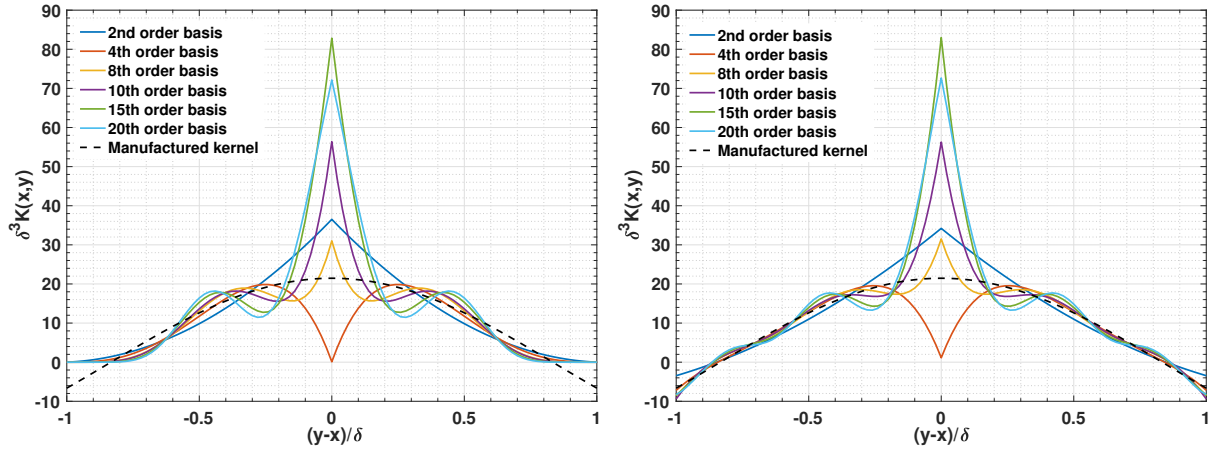 90
80
70
60
50
40
30
20
10
0
-10
δ³K(x,y)
2nd order basis
4th order basis
8th order basis
10th order basis
15th order basis
20th order basis
Manufactured kernel
-1
-0.5
0
0.5
1
(y-x)/δ
90
80
70
60
50
40
30
20
10
0
-10
δ³K(x,y)
2nd order basis
4th order basis
8th order basis
10th order basis
15th order basis
20th order basis
Manufactured kernel
-1
-0.5
0
0.5
1
(y-x)/δ